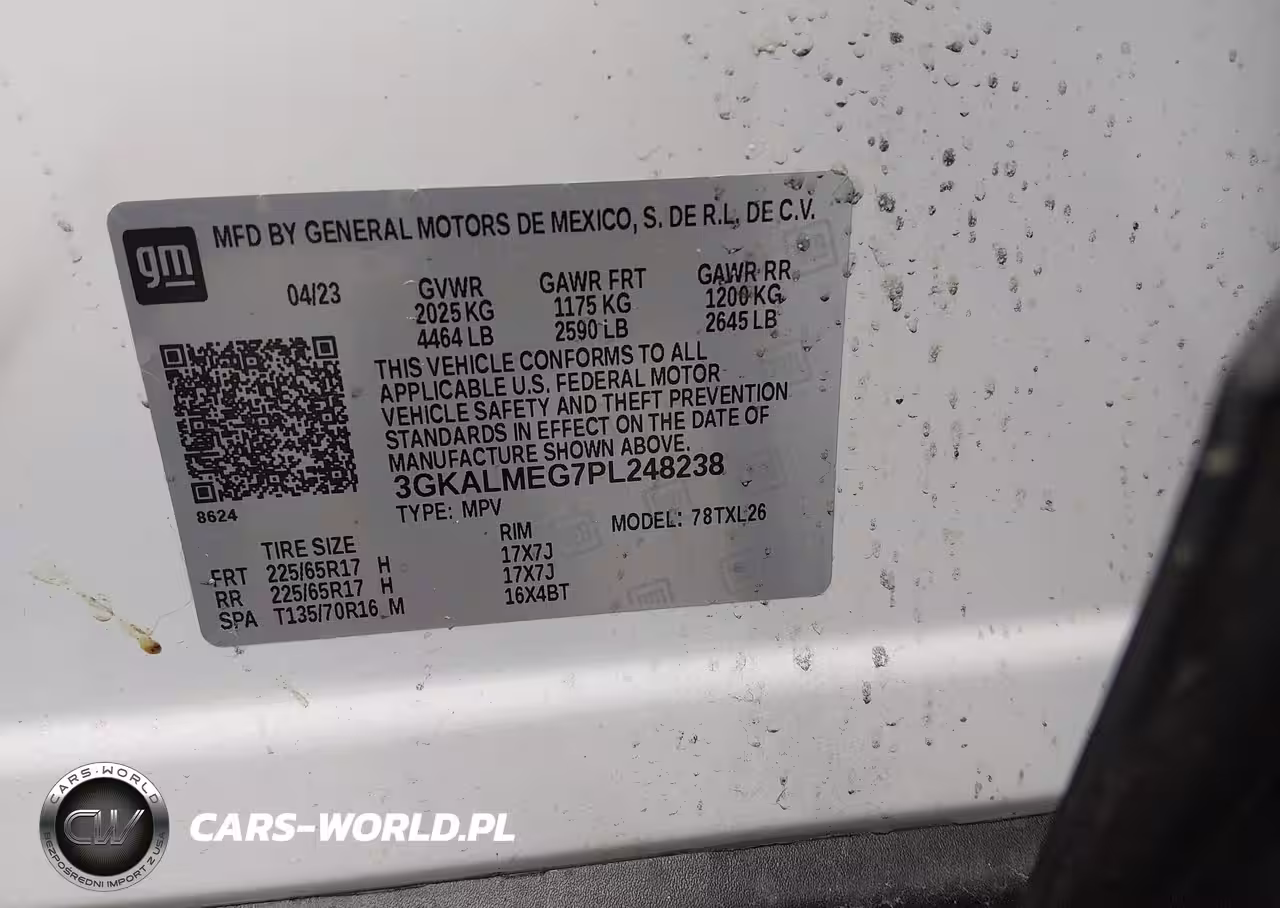 gm
MFD BY GENERAL MOTORS DE MEXICO, S. DE R.L. DE C.V.
04/23
GVWR GAWR FRT GAWR RR
2025 KG 1175 KG 1200 KG
4464 LB 2590 LB 2645 LB
THIS VEHICLE CONFORMS TO ALL
APPLICABLE U.S. FEDERAL MOTOR
VEHICLE SAFETY AND THEFT PREVENTION
STANDARDS IN EFFECT ON THE DATE OF
MANUFACTURE SHOWN ABOVE.
3GKALMEG7PL248238
8624
TYPE: MPV MODEL: 78TXL26
TIRE SIZE RIM
FRT 225/65R17 H 17X7J
RR 225/65R17 H 17X7J
SPA T135/70R16 M 16X4BT
CARS-WORLD
CW
BEZPOŚREDNI IMPORT Z USA
CARS-WORLD.PL